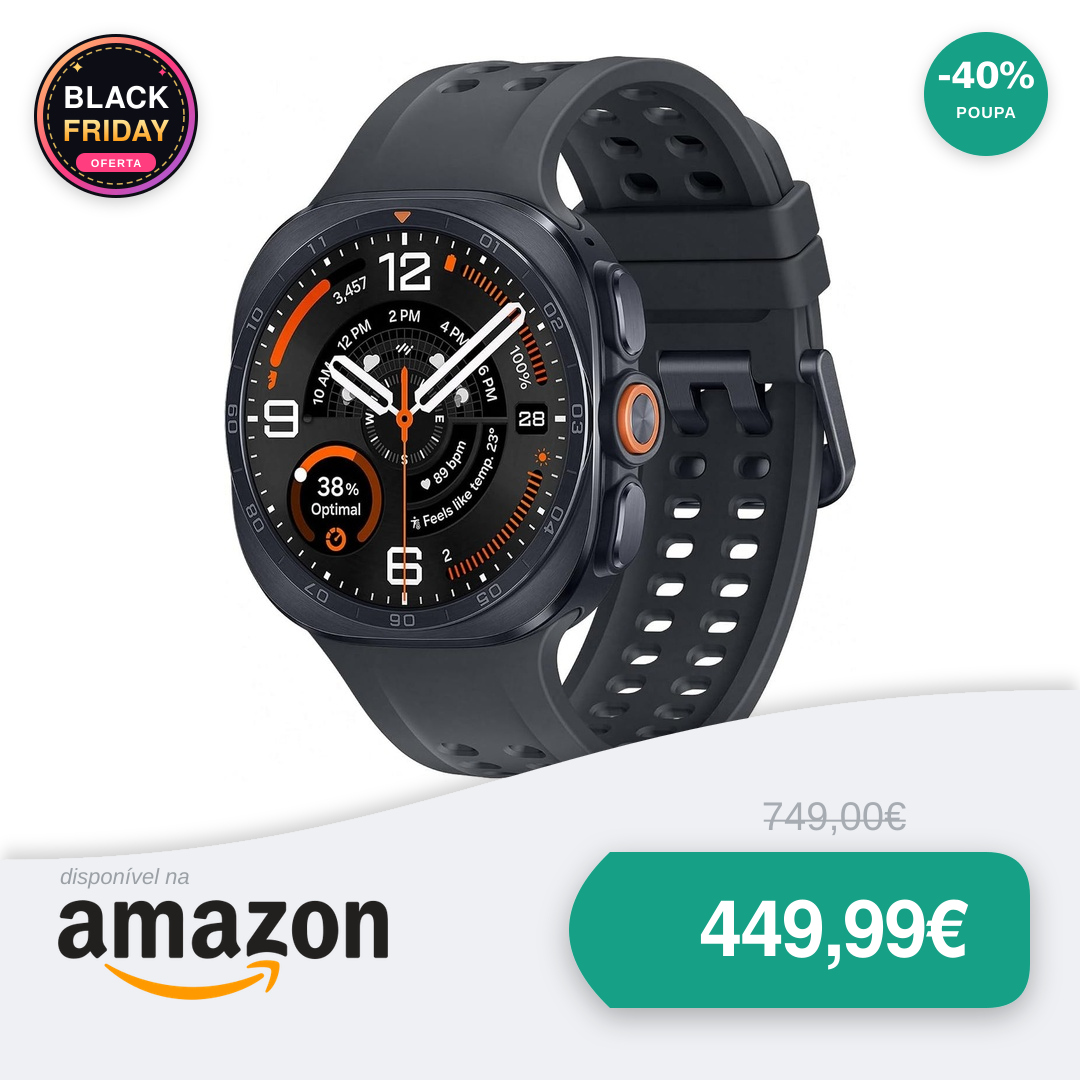 BLACK
FRIDAY
OFERTA
-40%
POUPA
11
01
10
02
09
03
08
04
07
05
06
12
3,457
100%
10 AM
12 PM
2 PM
4 PM
6 PM
9
W
E
S
28
38%
Optimal
89 bpm
Feels like temp. 23°
2
6
749,00€
disponível na
amazon
449,99€